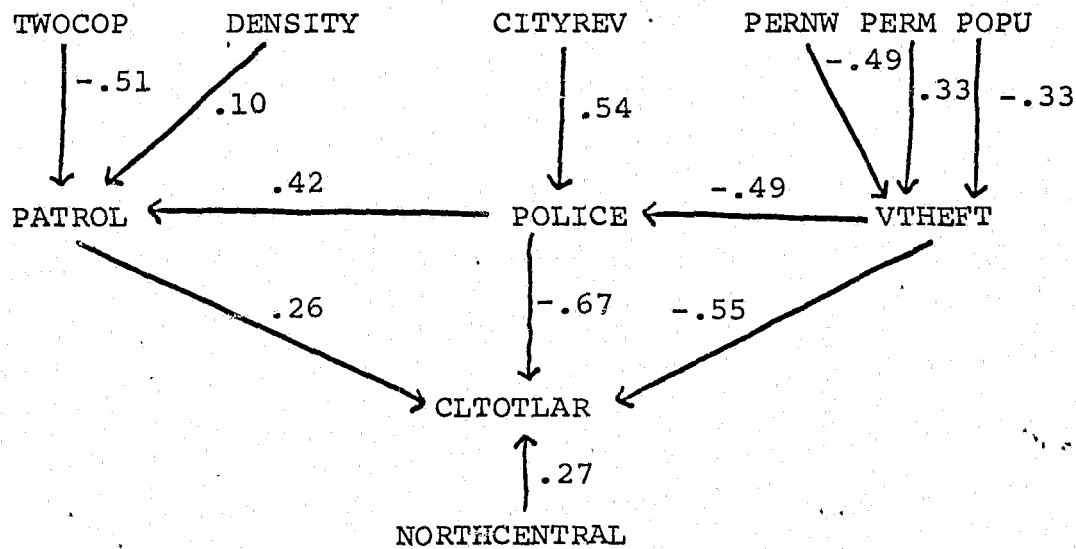 TWOCOP DENSITY CITYREV PERNW PERM POPU
-.51 .10 .54 -.49 .33 -.33
.42 -.49
PATROL POLICE VTHEFT
.26 -.67 -.55
CLTOTLAR
.27
NORTHCENTRAL